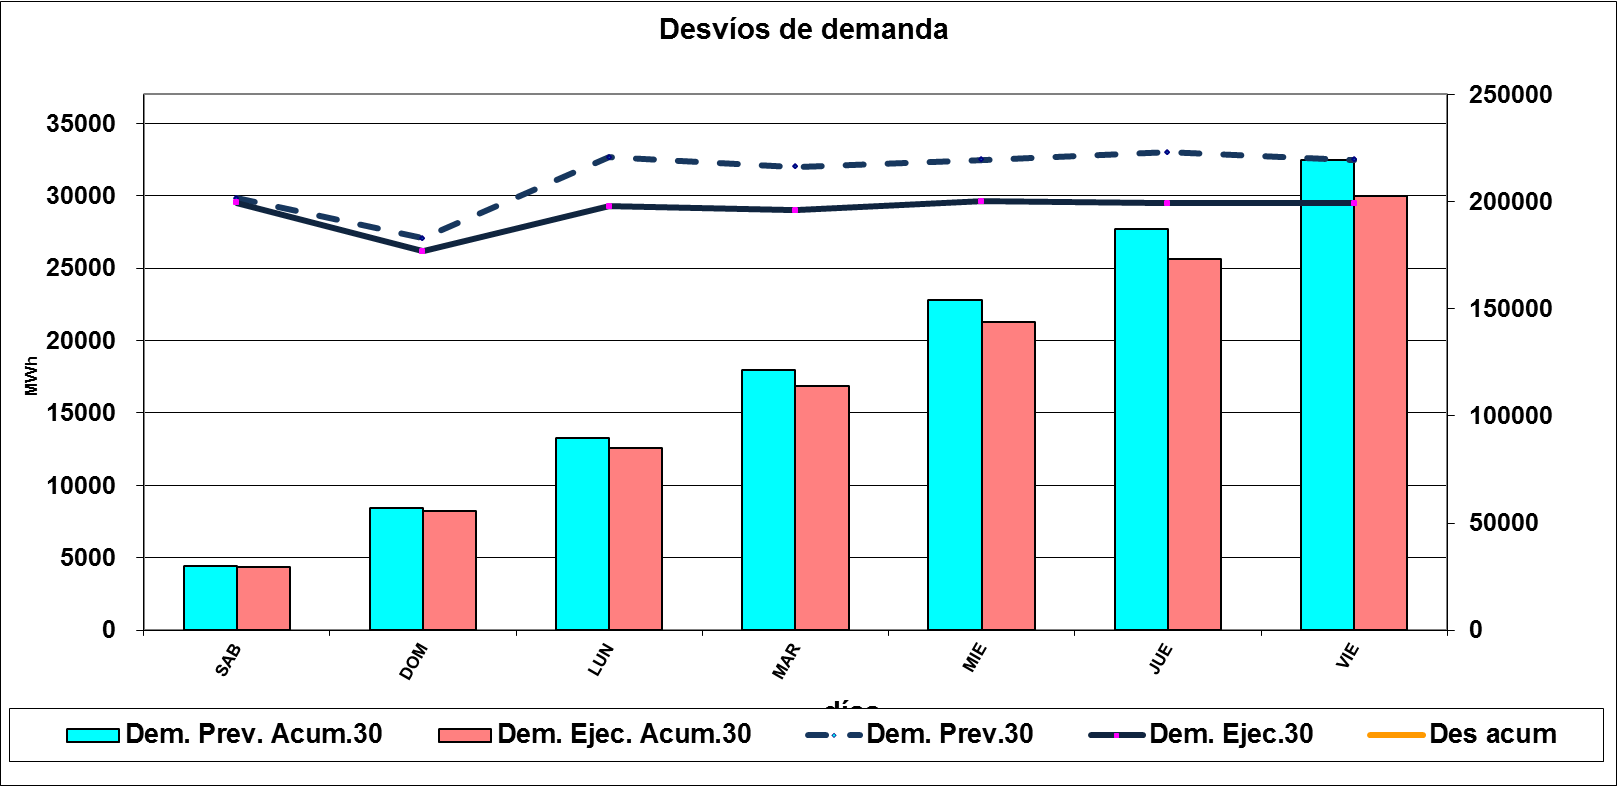 Desvíos de demanda
35000
30000
25000
20000
15000
10000
5000
0
MWh
250000
200000
150000
100000
50000
0
SAB
DOM
LUN
MAR
MIE
JUE
VIE
días
Dem. Prev. Acum.30
Dem. Ejec. Acum.30
Dem. Prev.30
Dem. Ejec.30
Des acum